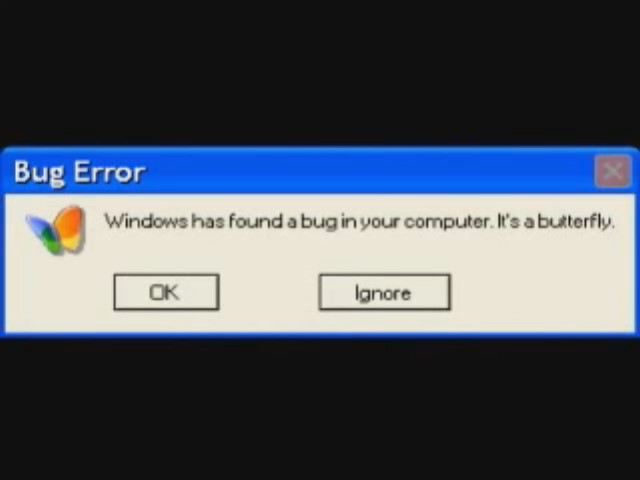 Bug Error
Windows has found a bug in your computer. It's a butterfly.
OK
Ignore